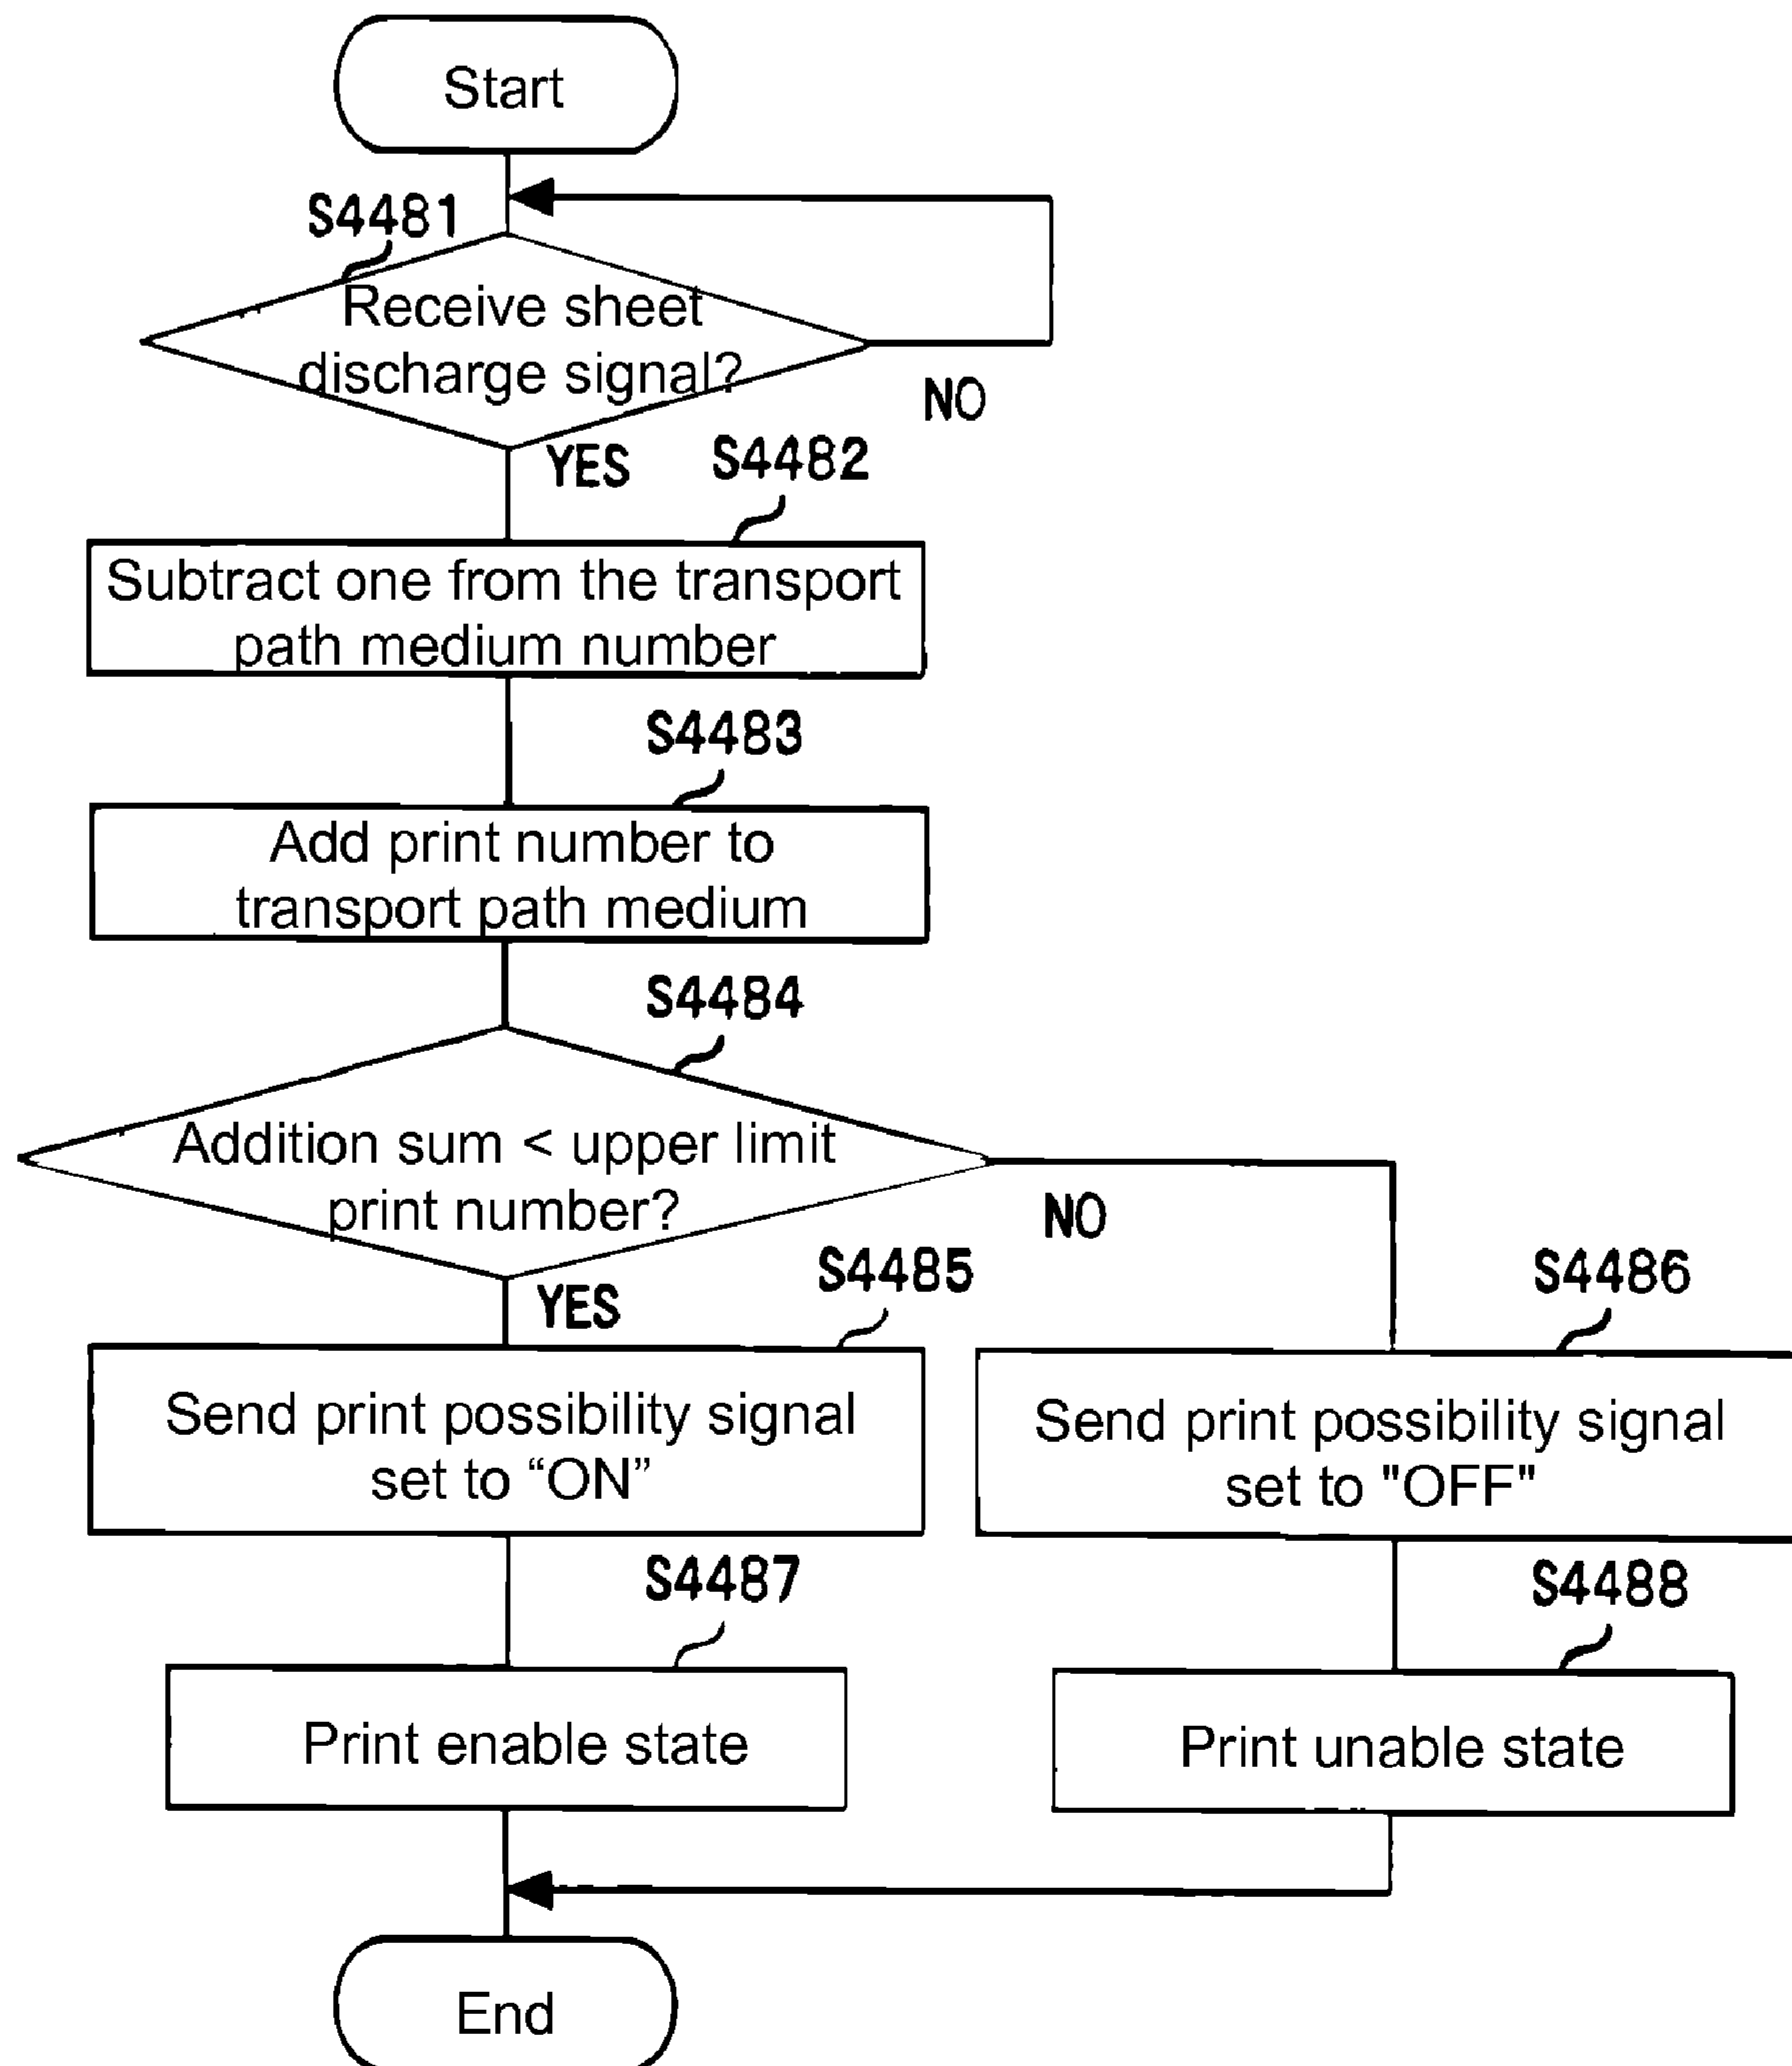 Start
S4481
Receive sheet
discharge signal?
NO
YES
S4482
Subtract one from the transport
path medium number
S4483
Add print number to
transport path medium
S4484
Addition sum < upper limit
print number?
NO
YES
S4485
S4486
Send print possibility signal
set to “ON”
Send print possibility signal
set to "OFF"
S4487
S4488
Print enable state
Print unable state
End